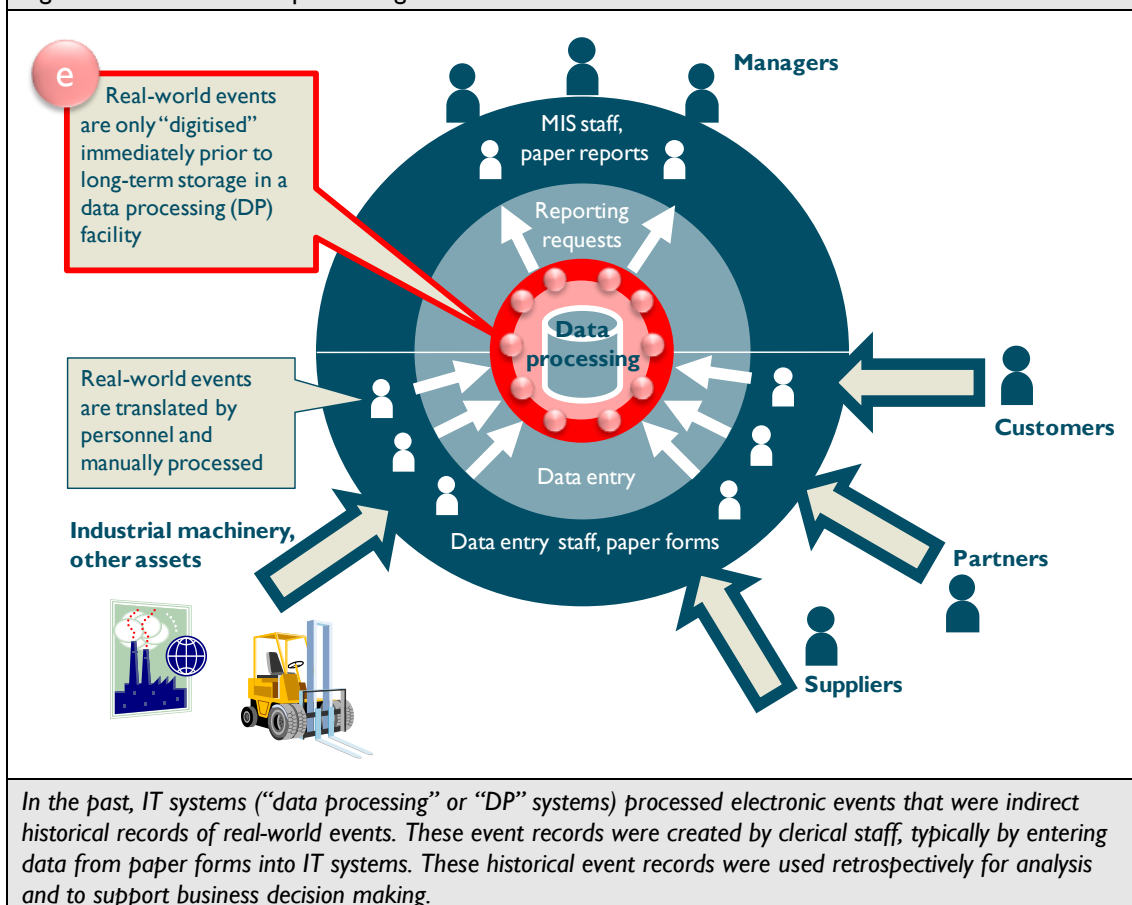 e
Real-world events
are only “digitised”
immediately prior to
long-term storage in a
data processing (DP)
facility
Managers
MIS staff,
paper reports
Reporting
requests
Data
processing
Real-world events
are translated by
personnel and
manually processed
Customers
Data entry
Industrial machinery,
other assets
Data entry staff, paper forms
Partners
Suppliers
In the past, IT systems (“data processing” or “DP” systems) processed electronic events that were indirect
historical records of real-world events. These event records were created by clerical staff, typically by entering
data from paper forms into IT systems. These historical event records were used retrospectively for analysis
and to support business decision making.